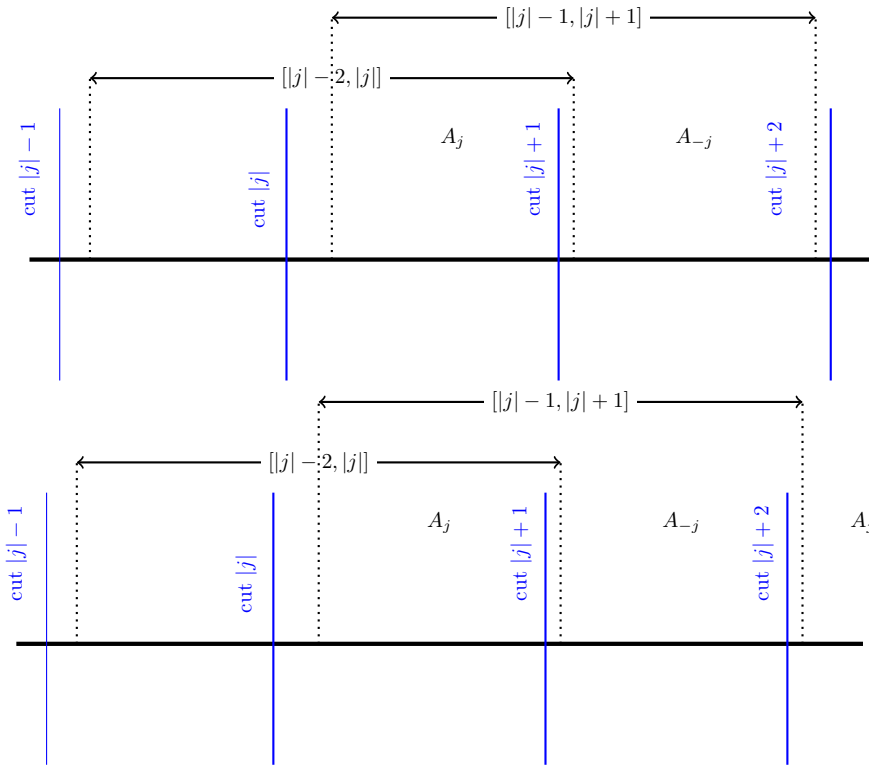 [|j| − 1, |j| + 1]
[|j| − 2, |j|]
cut |j| − 1
cut |j|
A_j
cut |j| + 1
A_{−j}
cut |j| + 2
[|j| − 1, |j| + 1]
[|j| − 2, |j|]
cut |j| − 1
cut |j|
A_j
cut |j| + 1
A_{−j}
cut |j| + 2